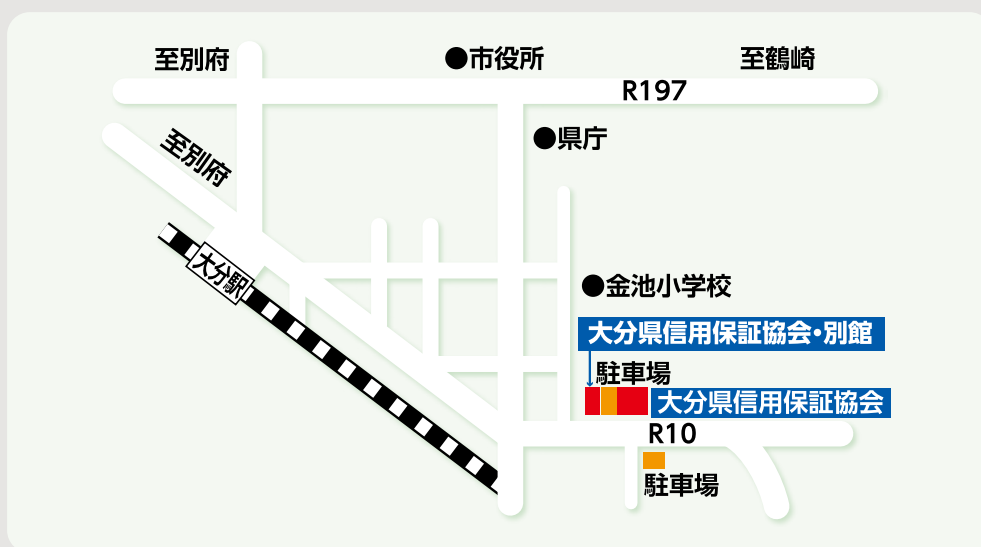 至別府
●市役所
至鶴崎
R197
●県庁
至別府
大分駅
●金池小学校
大分県信用保証協会・別館
駐車場
大分県信用保証協会
R10
駐車場